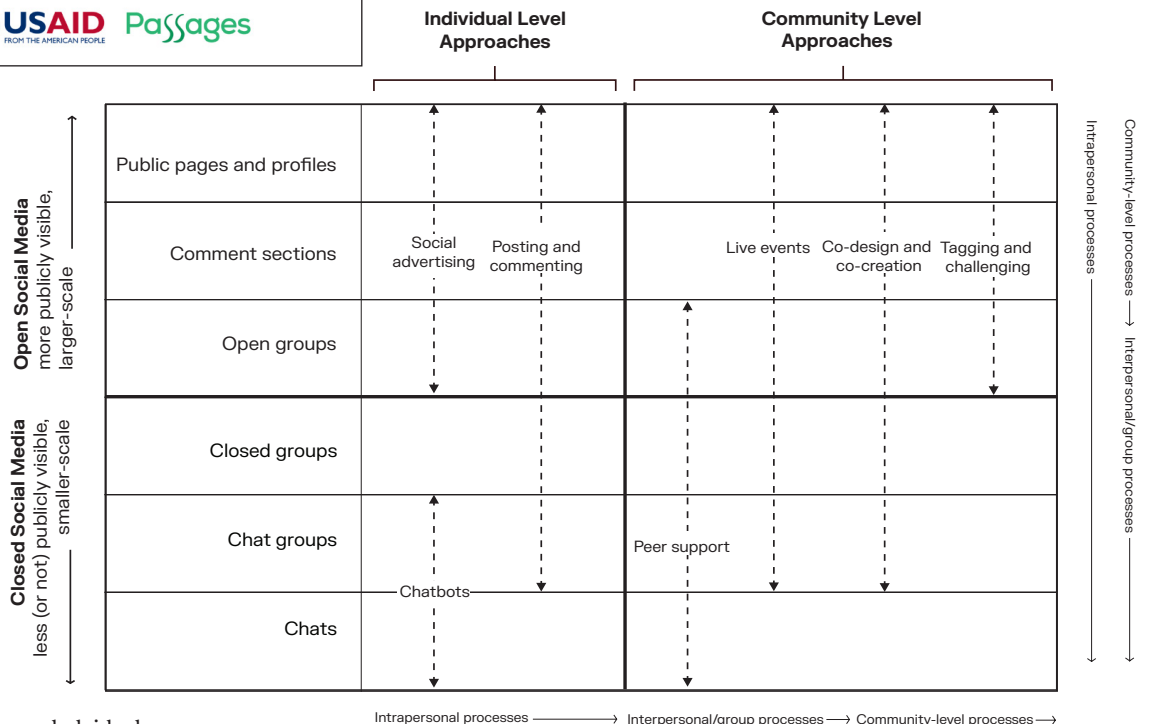 USAID
FROM THE AMERICAN PEOPLE
Passages
Individual Level
Approaches
Community Level
Approaches
Open Social Media
more publicly visible,
larger-scale
Closed Social Media
less (or not) publicly visible,
smaller-scale
Public pages and profiles
Comment sections
Open groups
Closed groups
Chat groups
Chats
Social
advertising
Posting and
commenting
Chatbots
Peer support
Live events
Co-design and
co-creation
Tagging and
challenging
Intrapersonal processes
Community-level processes
Interpersonal/group processes
Intrapersonal processes
Interpersonal/group processes
Community-level processes